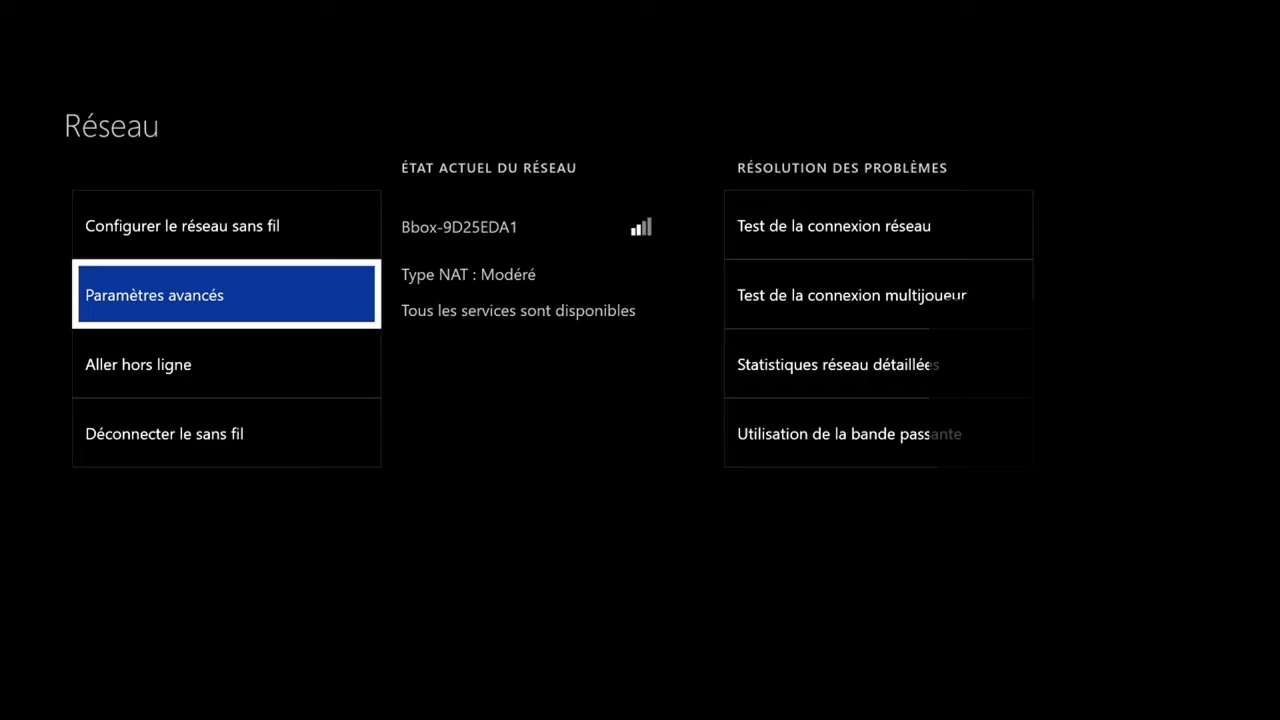 Réseau
Configurer le réseau sans fil
Paramètres avancés
Aller hors ligne
Déconnecter le sans fil
ÉTAT ACTUEL DU RÉSEAU
Bbox-9D25EDA1
Type NAT : Modéré
Tous les services sont disponibles
RÉSOLUTION DES PROBLÈMES
Test de la connexion réseau
Test de la connexion multijoueur
Statistiques réseau détaillées
Utilisation de la bande passante